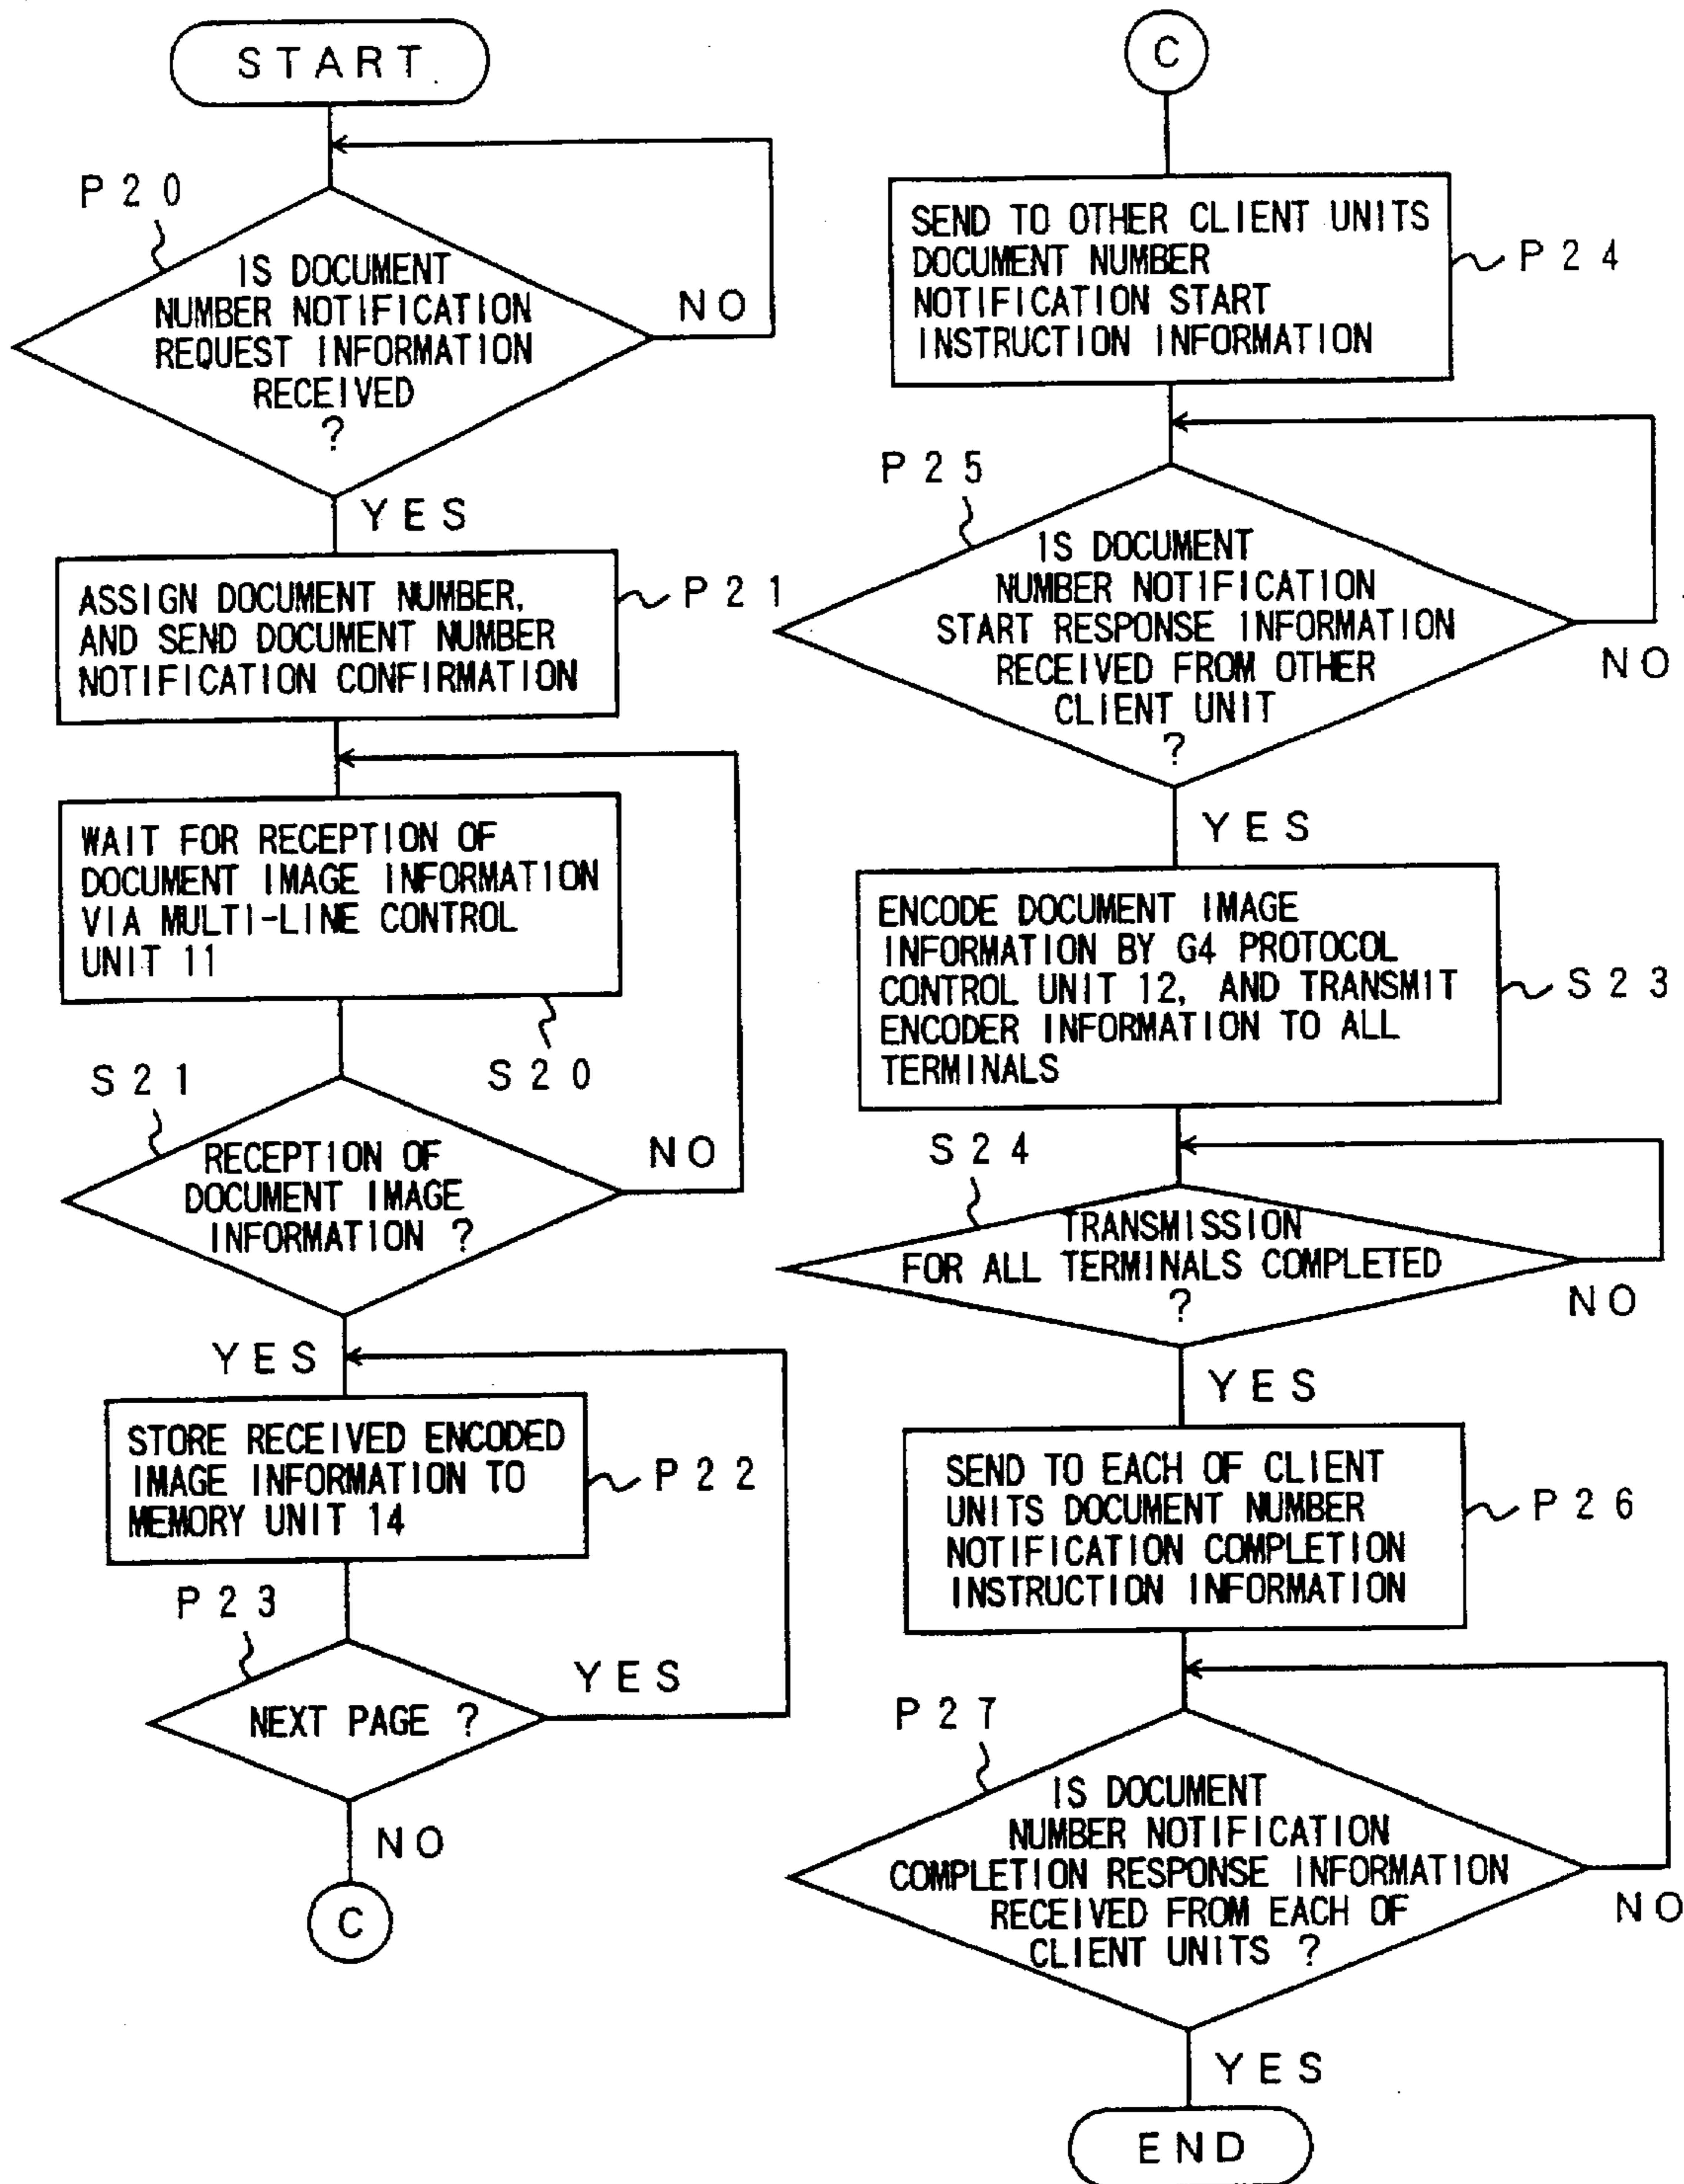 START
P20
IS DOCUMENT
NUMBER NOTIFICATION
REQUEST INFORMATION
RECEIVED
?
NO
YES
ASSIGN DOCUMENT NUMBER,
AND SEND DOCUMENT NUMBER
NOTIFICATION CONFIRMATION
P21
WAIT FOR RECEPTION OF
DOCUMENT IMAGE INFORMATION
VIA MULTI-LINE CONTROL
UNIT 11
S20
S21
RECEPTION OF
DOCUMENT IMAGE
INFORMATION ?
NO
YES
STORE RECEIVED ENCODED
IMAGE INFORMATION TO
MEMORY UNIT 14
P22
P23
NEXT PAGE ?
YES
NO
C
C
SEND TO OTHER CLIENT UNITS
DOCUMENT NUMBER
NOTIFICATION START
INSTRUCTION INFORMATION
P24
P25
IS DOCUMENT
NUMBER NOTIFICATION
START RESPONSE INFORMATION
RECEIVED FROM OTHER
CLIENT UNIT
?
NO
YES
ENCODE DOCUMENT IMAGE
INFORMATION BY G4 PROTOCOL
CONTROL UNIT 12, AND TRANSMIT
ENCODER INFORMATION TO ALL
TERMINALS
S23
S24
TRANSMISSION
FOR ALL TERMINALS COMPLETED
?
NO
YES
SEND TO EACH OF CLIENT
UNITS DOCUMENT NUMBER
NOTIFICATION COMPLETION
INSTRUCTION INFORMATION
P26
P27
IS DOCUMENT
NUMBER NOTIFICATION
COMPLETION RESPONSE INFORMATION
RECEIVED FROM EACH OF
CLIENT UNITS ?
NO
YES
END